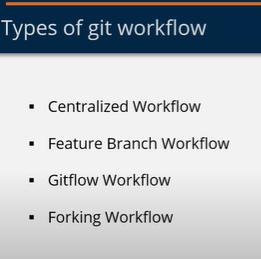 Types of git workflow
▪ Centralized Workflow
▪ Feature Branch Workflow
▪ Gitflow Workflow
▪ Forking Workflow